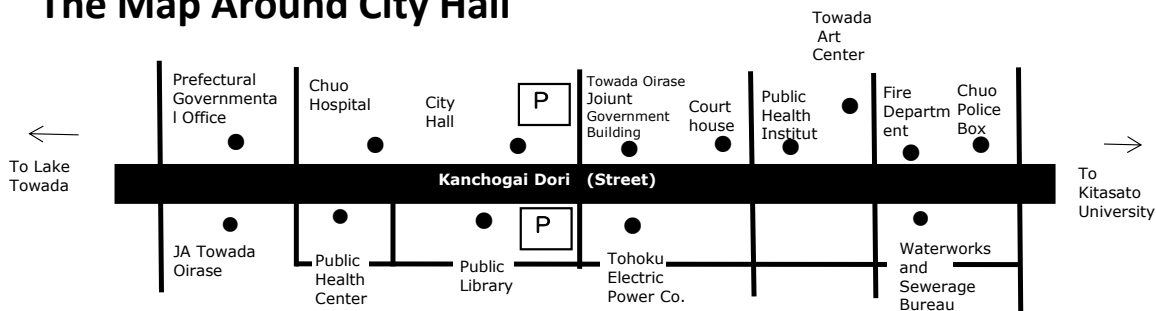 The Map Around City Hall
Towada
Art
Center
Prefectural
Governmenta
l Office
Chuo
Hospital
City
Hall
P
Towada Oirase
Joiunt
Government
Building
Court
house
Public
Health
Institut
Fire
Departm
ent
Chuo
Police
Box
To Lake
Towada
Kanchogai Dori (Street)
To
Kitasato
University
JA Towada
Oirase
Public
Health
Center
Public
Library
P
Tohoku
Electric
Power Co.
Waterworks
and
Sewerage
Bureau